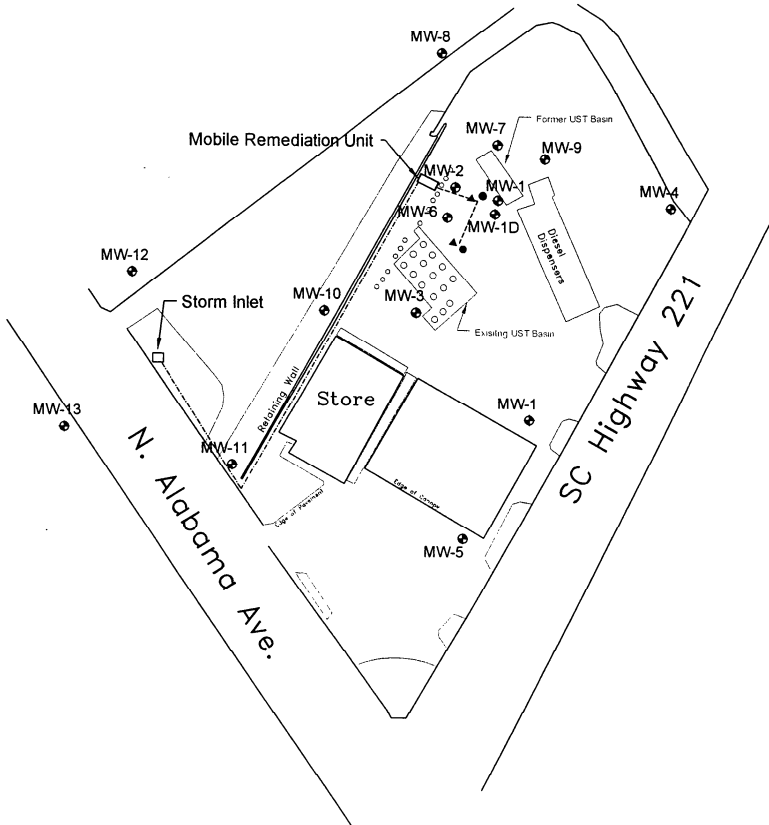 MW-8
Former UST Basin
MW-7
Mobile Remediation Unit
MW-9
MW-2
MW-1
MW-4
MW-6
MW-1D
Diesel
Dispensers
MW-12
Storm Inlet
MW-10
MW-3
Existing UST Basin
SC Highway 221
Retaining Wall
Store
MW-13
MW-1
MW-11
N. Alabama Ave.
Edge of Canopy
Edge of Pavement
MW-5